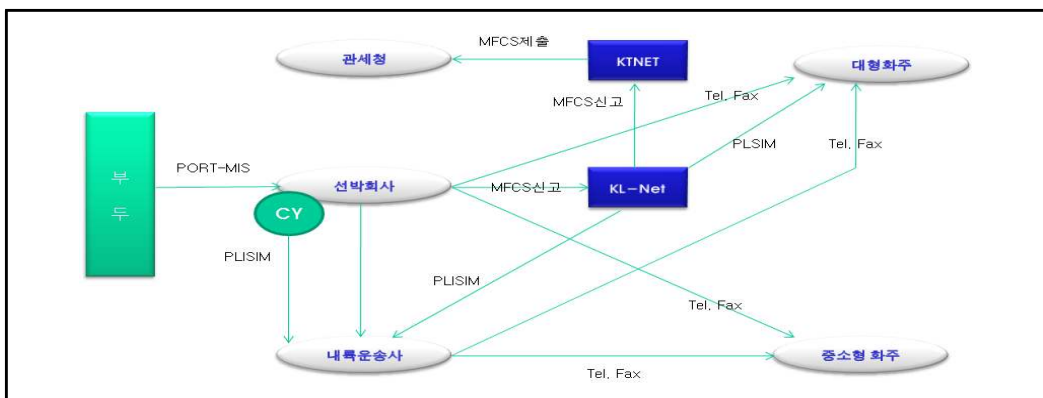 MFCS제출
관세청
KTNET
대형화주
MFCS신고
Tel, Fax
PLSIM
Tel, Fax
부
두
PORT-MIS
선박회사
MFCS신고
KL-Net
CY
PLISIM
PLISIM
Tel, Fax
내륙운송사
중소형 화주
Tel, Fax